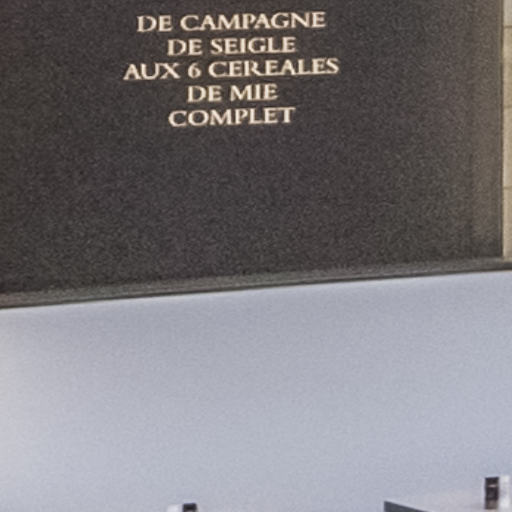 DE CAMPAGNE
DE SEIGLE
AUX 6 CEREALES
DE MIE
COMPLET